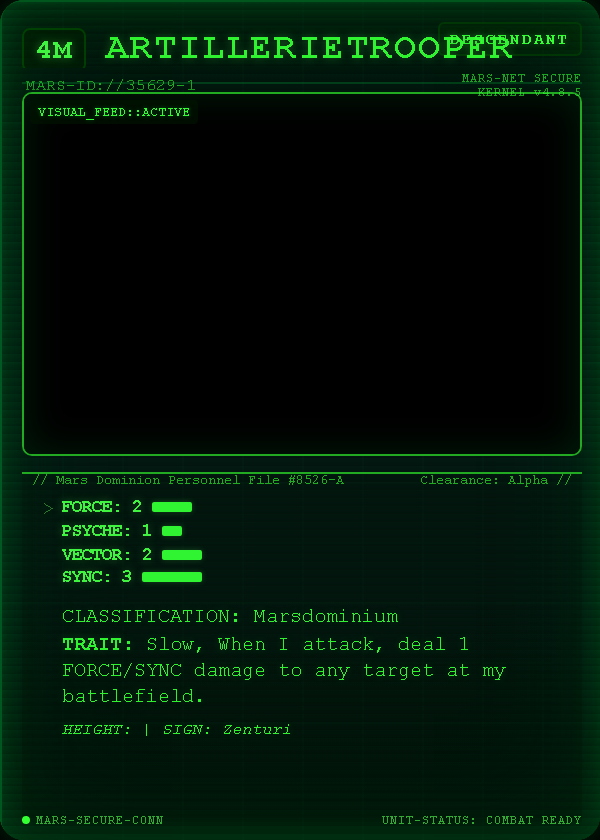 4M ARTILLERIETROOPER DESCENDANT
MARS-ID://35629-1
MARS-NET SECURE
KERNEL v4.8.5
VISUAL_FEED::ACTIVE
// Mars Dominion Personnel File #8526-A Clearance: Alpha //
> FORCE: 2
PSYCHE: 1
VECTOR: 2
SYNC: 3
CLASSIFICATION: Marsdominium
TRAIT: Slow, When I attack, deal 1
FORCE/SYNC damage to any target at my
battlefield.
HEIGHT: | SIGN: Zenturi
MARS-SECURE-CONN UNIT-STATUS: COMBAT READY